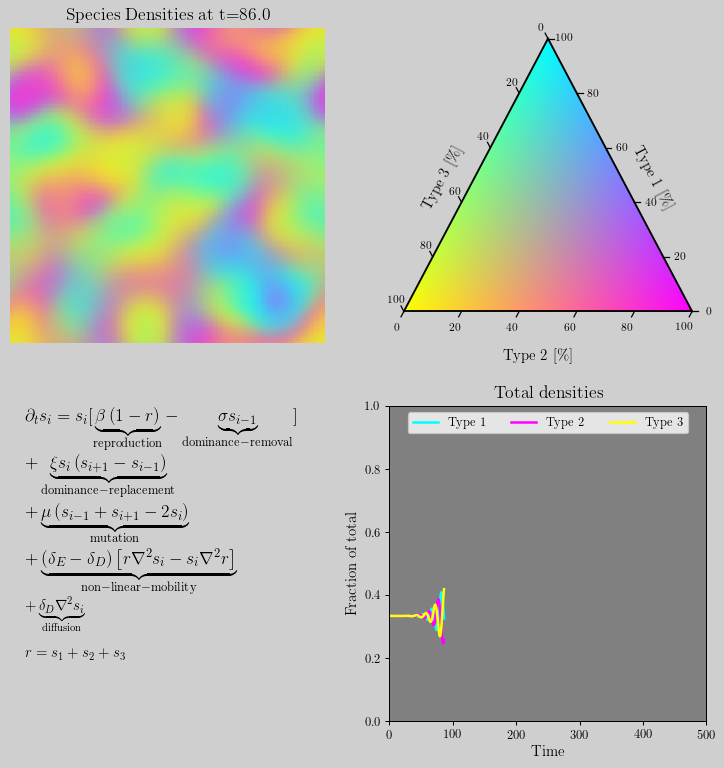 Species Densities at t=86.0
0
100
20
80
40
60
Type 3 [%]
Type 1 [%]
60
40
80
20
100
0
0
20
40
60
80
100
Type 2 [%]
∂ₜsᵢ = sᵢ[β (1 − r) − σsᵢ₋₁ ]
reproduction dominance−removal
+ ξsᵢ (sᵢ₊₁ − sᵢ₋₁)
dominance−replacement
+ μ (sᵢ₋₁ + sᵢ₊₁ − 2sᵢ)
mutation
+ (δ_E − δ_D) [r∇²sᵢ − sᵢ∇²r]
non−linear−mobility
+ δ_D∇²sᵢ
diffusion
r = s₁ + s₂ + s₃
Total densities
Type 1 Type 2 Type 3
1.0
0.8
0.6
0.4
0.2
0.0
Fraction of total
0 100 200 300 400 500
Time